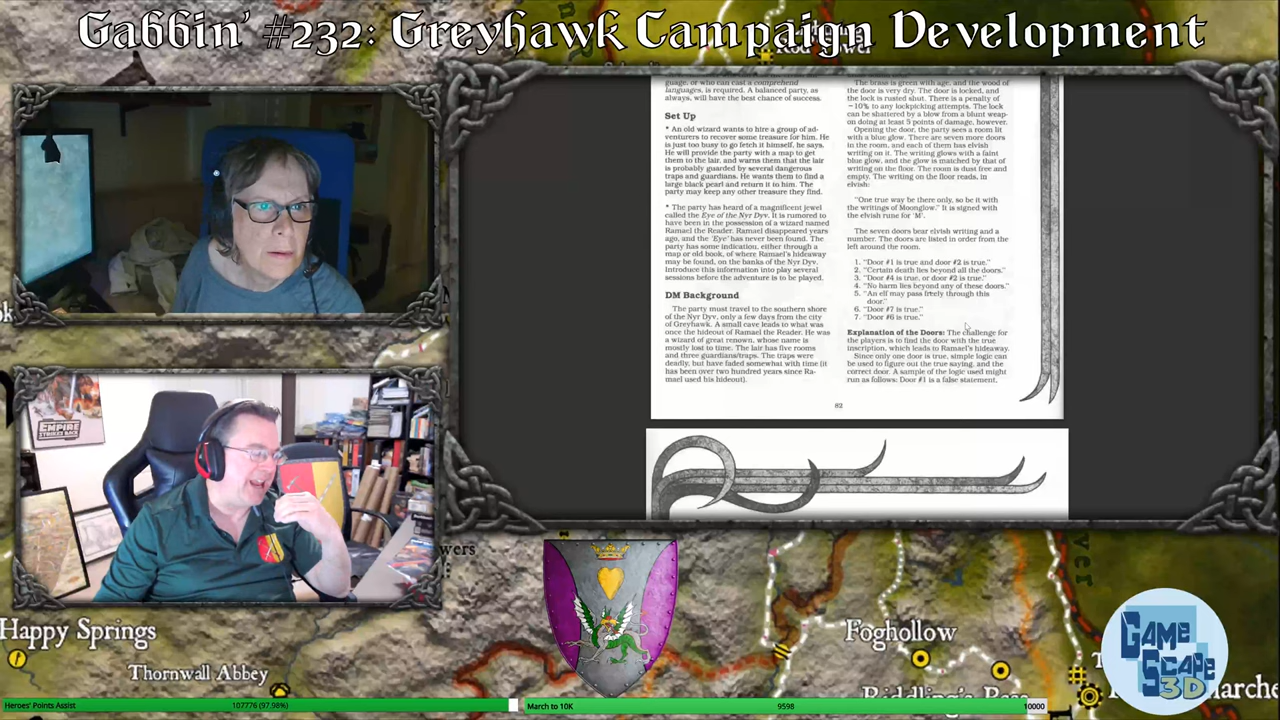 Gabbin' #232: Greyhawk Campaign Development
guage, or who can cast a comprehend
languages, is required. A balanced party, as
always, will have the best chance of success.
Set Up
* An old wizard wants to hire a group of ad-
venturers to recover some treasure for him. He
is just too busy to go fetch it himself, he says.
He will provide the party with a map to get
them to the lair, and warns them that the lair
is probably guarded by several dangerous
traps and guardians. He wants them to find a
large black pearl and return it to him. The
party may keep any other treasure they find.
* The party has heard of a magnificent jewel
called the Eye of the Nyr Dyv. It is rumored to
have been in the possession of a wizard named
Ramael the Reader. Ramael disappeared years
ago, and the 'Eye' has never been found. The
party has some indication, either through a
map or old book, of where Ramael's hideaway
may be found, on the banks of the Nyr Dyv.
Introduce this information into play several
sessions before the adventure is to be played.
DM Background
The party must travel to the southern shore
of the Nyr Dyv, only a few days from the city
of Greyhawk. A small cave leads to what was
once the hideout of Ramael the Reader. He was
a wizard of great renown, whose name is
mostly lost to time. The lair has five rooms
and three guardians/traps. The traps were
deadly, but have faded somewhat with time (it
has been over two hundred years since Ra-
mael used his hideout).
The brass is green with age, and the wood of
the door is very dry. The door is locked, and
the lock is rusted shut. There is a penalty of
−10% to any lockpicking attempts. The lock
can be shattered by a blow from a blunt weap-
on doing at least 5 points of damage, however.
Opening the door, the party sees a room lit
with a blue glow. There are seven more doors
in the room, and each of them has elvish
writing on it. The writing glows with a faint
blue glow, and the glow is matched by that of
writing on the floor. The room is dust free and
empty. The writing on the floor reads, in
elvish:
"One true way be there only, so be it with
the writings of Moonglow." It is signed with
the elvish rune for 'M'.
The seven doors bear elvish writing and a
number. The doors are listed in order from the
left around the room.
1. "Door #1 is true and door #2 is true."
2. "Certain death lies beyond all the doors."
3. "Door #4 is true, or door #2 is true."
4. "No harm lies beyond any of these doors."
5. "An elf may pass freely through this
door."
6. "Door #7 is true."
7. "Door #6 is true."
Explanation of the Doors: The challenge for
the players is to find the door with the true
inscription, which leads to Ramael's hideaway.
Since only one door is true, simple logic can
be used to figure out the true saying, and the
correct door. A sample of the logic used might
run as follows: Door #1 is a false statement,
82
EMPIRE
STRIKES BACK
wers
Happy Springs
Thornwall Abbey
Foghollow
GAME
SCAPE
3D
Heroes' Points Assist 107776 (97.98%)
March to 10K 9598 10000